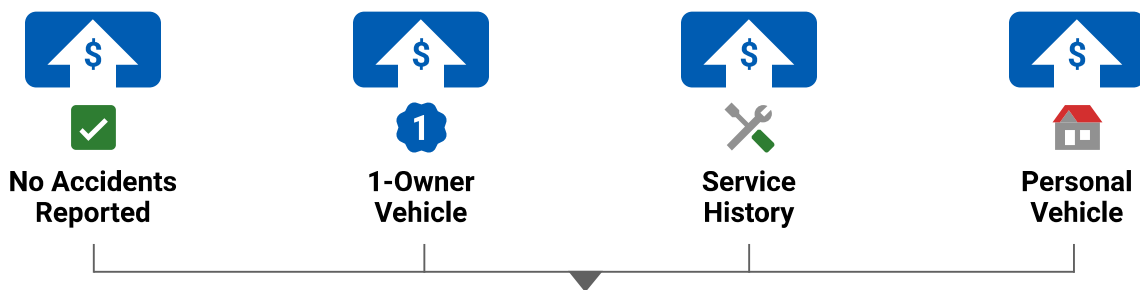 $ $ $ $
1
No Accidents
Reported
1-Owner
Vehicle
Service
History
Personal
Vehicle